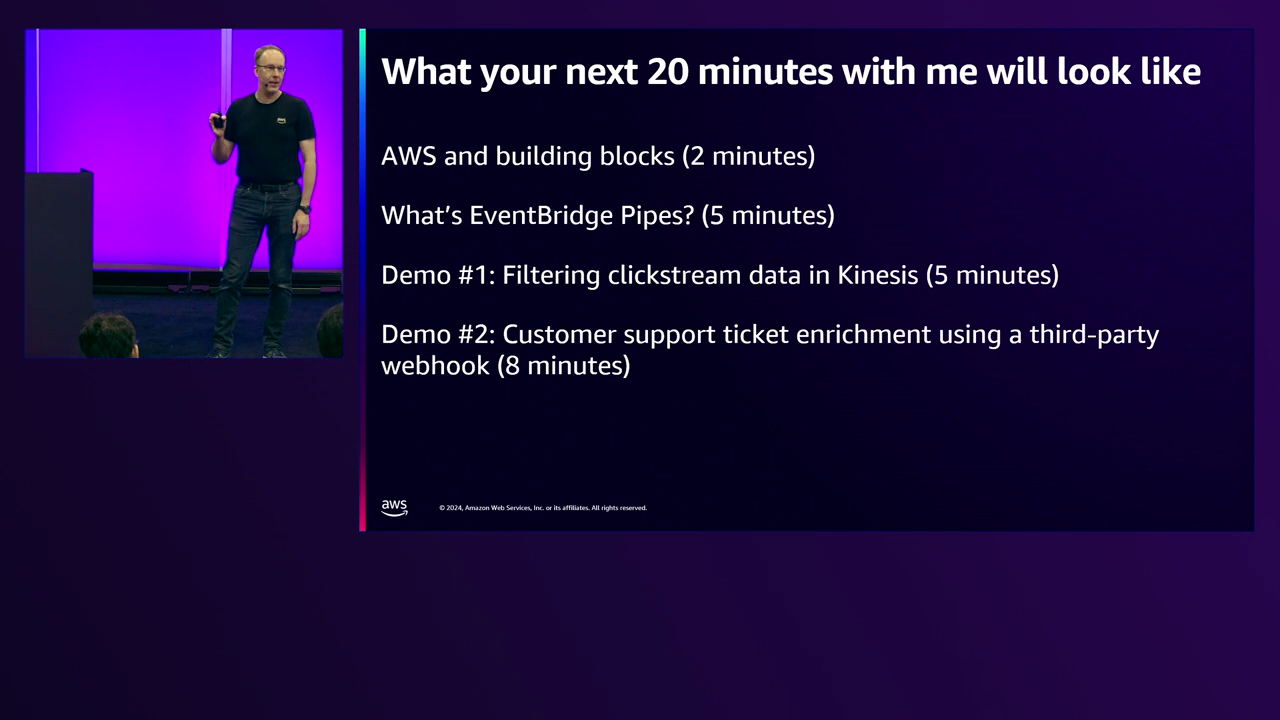 What your next 20 minutes with me will look like
AWS and building blocks (2 minutes)
What's EventBridge Pipes? (5 minutes)
Demo #1: Filtering clickstream data in Kinesis (5 minutes)
Demo #2: Customer support ticket enrichment using a third-party
webhook (8 minutes)
aws
© 2024, Amazon Web Services, Inc. or its affiliates. All rights reserved.